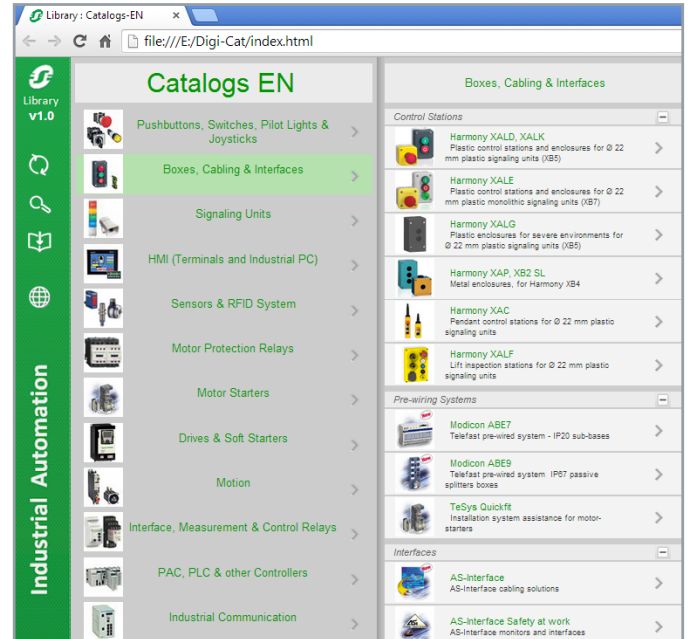 Library : Catalogs-EN
file:///E:/Digi-Cat/index.html
Library
v1.0
Industrial Automation
Catalogs EN
Pushbuttons, Switches, Pilot Lights &
Joysticks
Boxes, Cabling & Interfaces
Signaling Units
HMI (Terminals and Industrial PC)
Sensors & RFID System
Motor Protection Relays
Motor Starters
Drives & Soft Starters
Motion
Interface, Measurement & Control Relays
PAC, PLC & other Controllers
Industrial Communication
Boxes, Cabling & Interfaces
Control Stations
Harmony XALD, XALK
Plastic control stations and enclosures for Ø 22
mm plastic signaling units (XB5)
Harmony XALE
Plastic control stations and enclosures for Ø 22
mm plastic monolithic signaling units (XB7)
Harmony XALG
Plastic enclosures for severe environments for
Ø 22 mm plastic signaling units (XB5)
Harmony XAP, XB2 SL
Metal enclosures, for Harmony XB4
Harmony XAC
Pendant control stations for Ø 22 mm plastic
signaling units
Harmony XALF
Lift inspection stations for Ø 22 mm plastic
signaling units
Pre-wiring Systems
Modicon ABE7
Telefast pre-wired system - IP20 sub-bases
Modicon ABE9
Telefast pre-wired system IP67 passive
splitters boxes
TeSys Quickfit
Installation system assistance for motor-
starters
Interfaces
AS-Interface
AS-Interface cabling solutions
AS-Interface Safety at work
AS-Interface monitors and interfaces